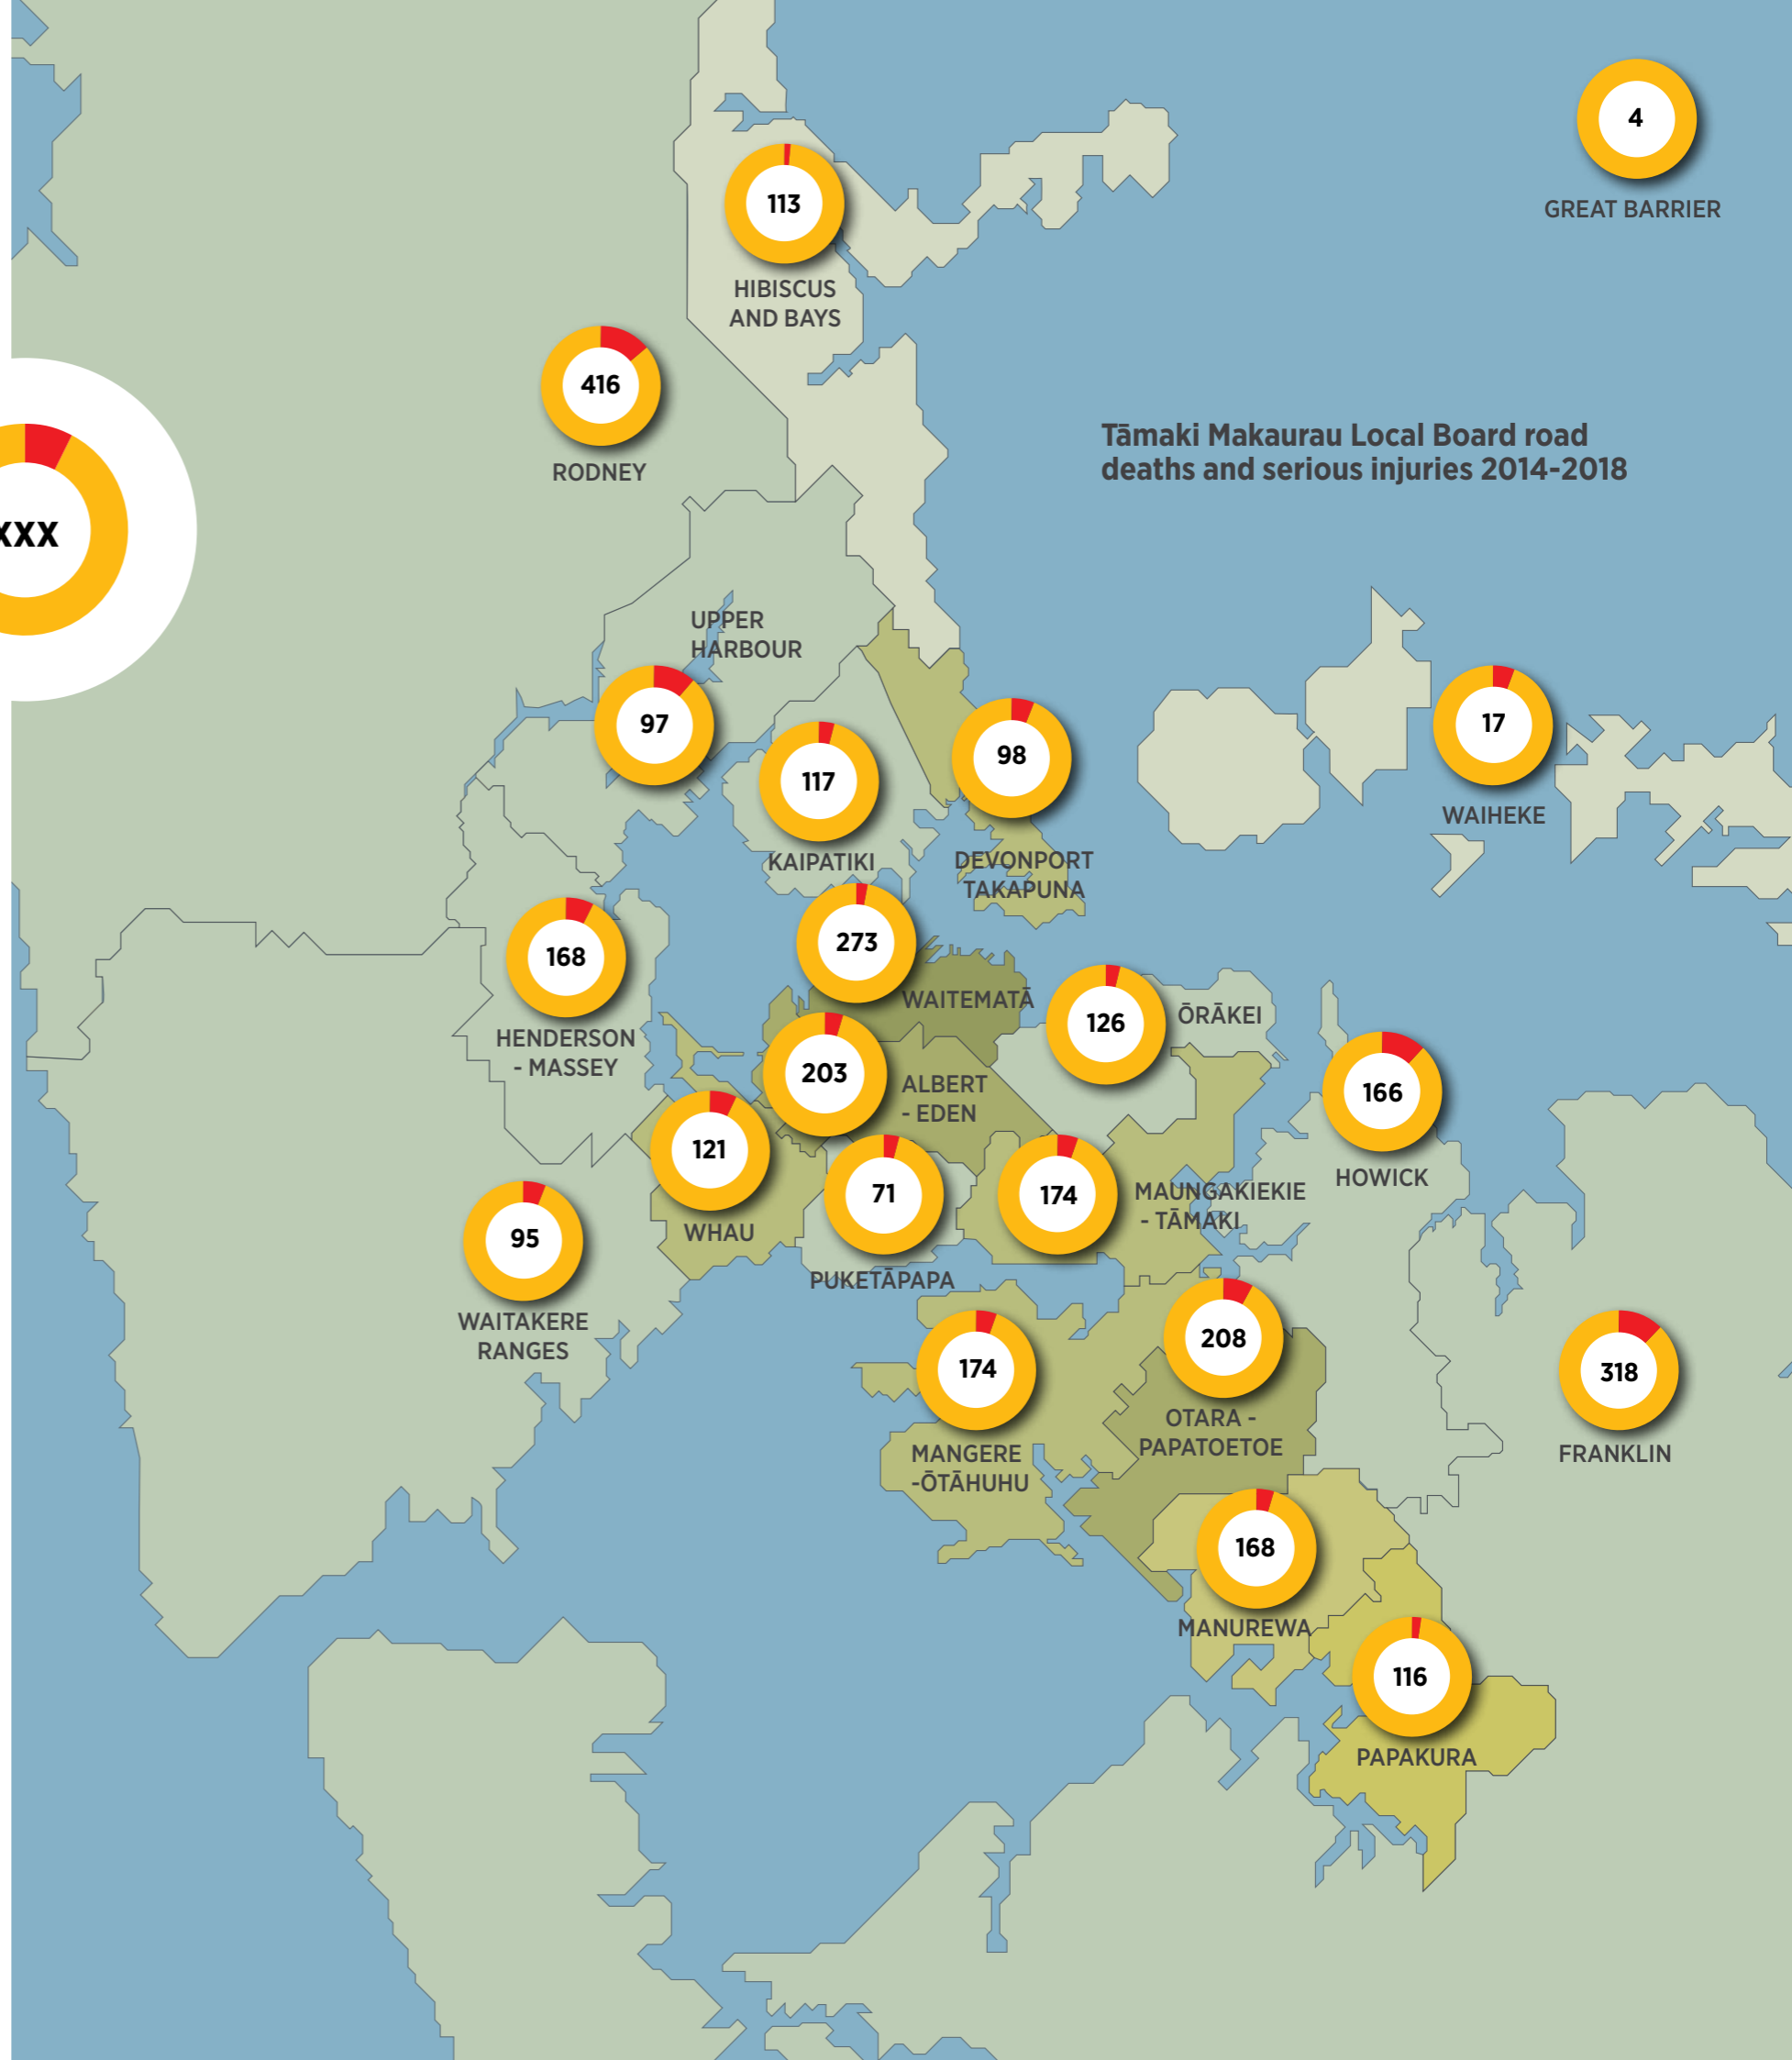 4
GREAT BARRIER
113
HIBISCUS
AND BAYS
416
RODNEY
Tāmaki Makaurau Local Board road
deaths and serious injuries 2014-2018
XXX
UPPER
HARBOUR
97
117
KAIPATIKI
98
DEVONPORT
TAKAPUNA
17
WAIHEKE
168
HENDERSON
- MASSEY
273
WAITEMATĀ
126
ŌRĀKEI
203
ALBERT
- EDEN
166
HOWICK
121
WHAU
71
PUKETĀPAPA
174
MAUNGAKIEKIE
- TĀMAKI
95
WAITAKERE
RANGES
174
MANGERE
-ŌTĀHUHU
208
OTARA -
PAPATOETOE
318
FRANKLIN
168
MANUREWA
116
PAPAKURA